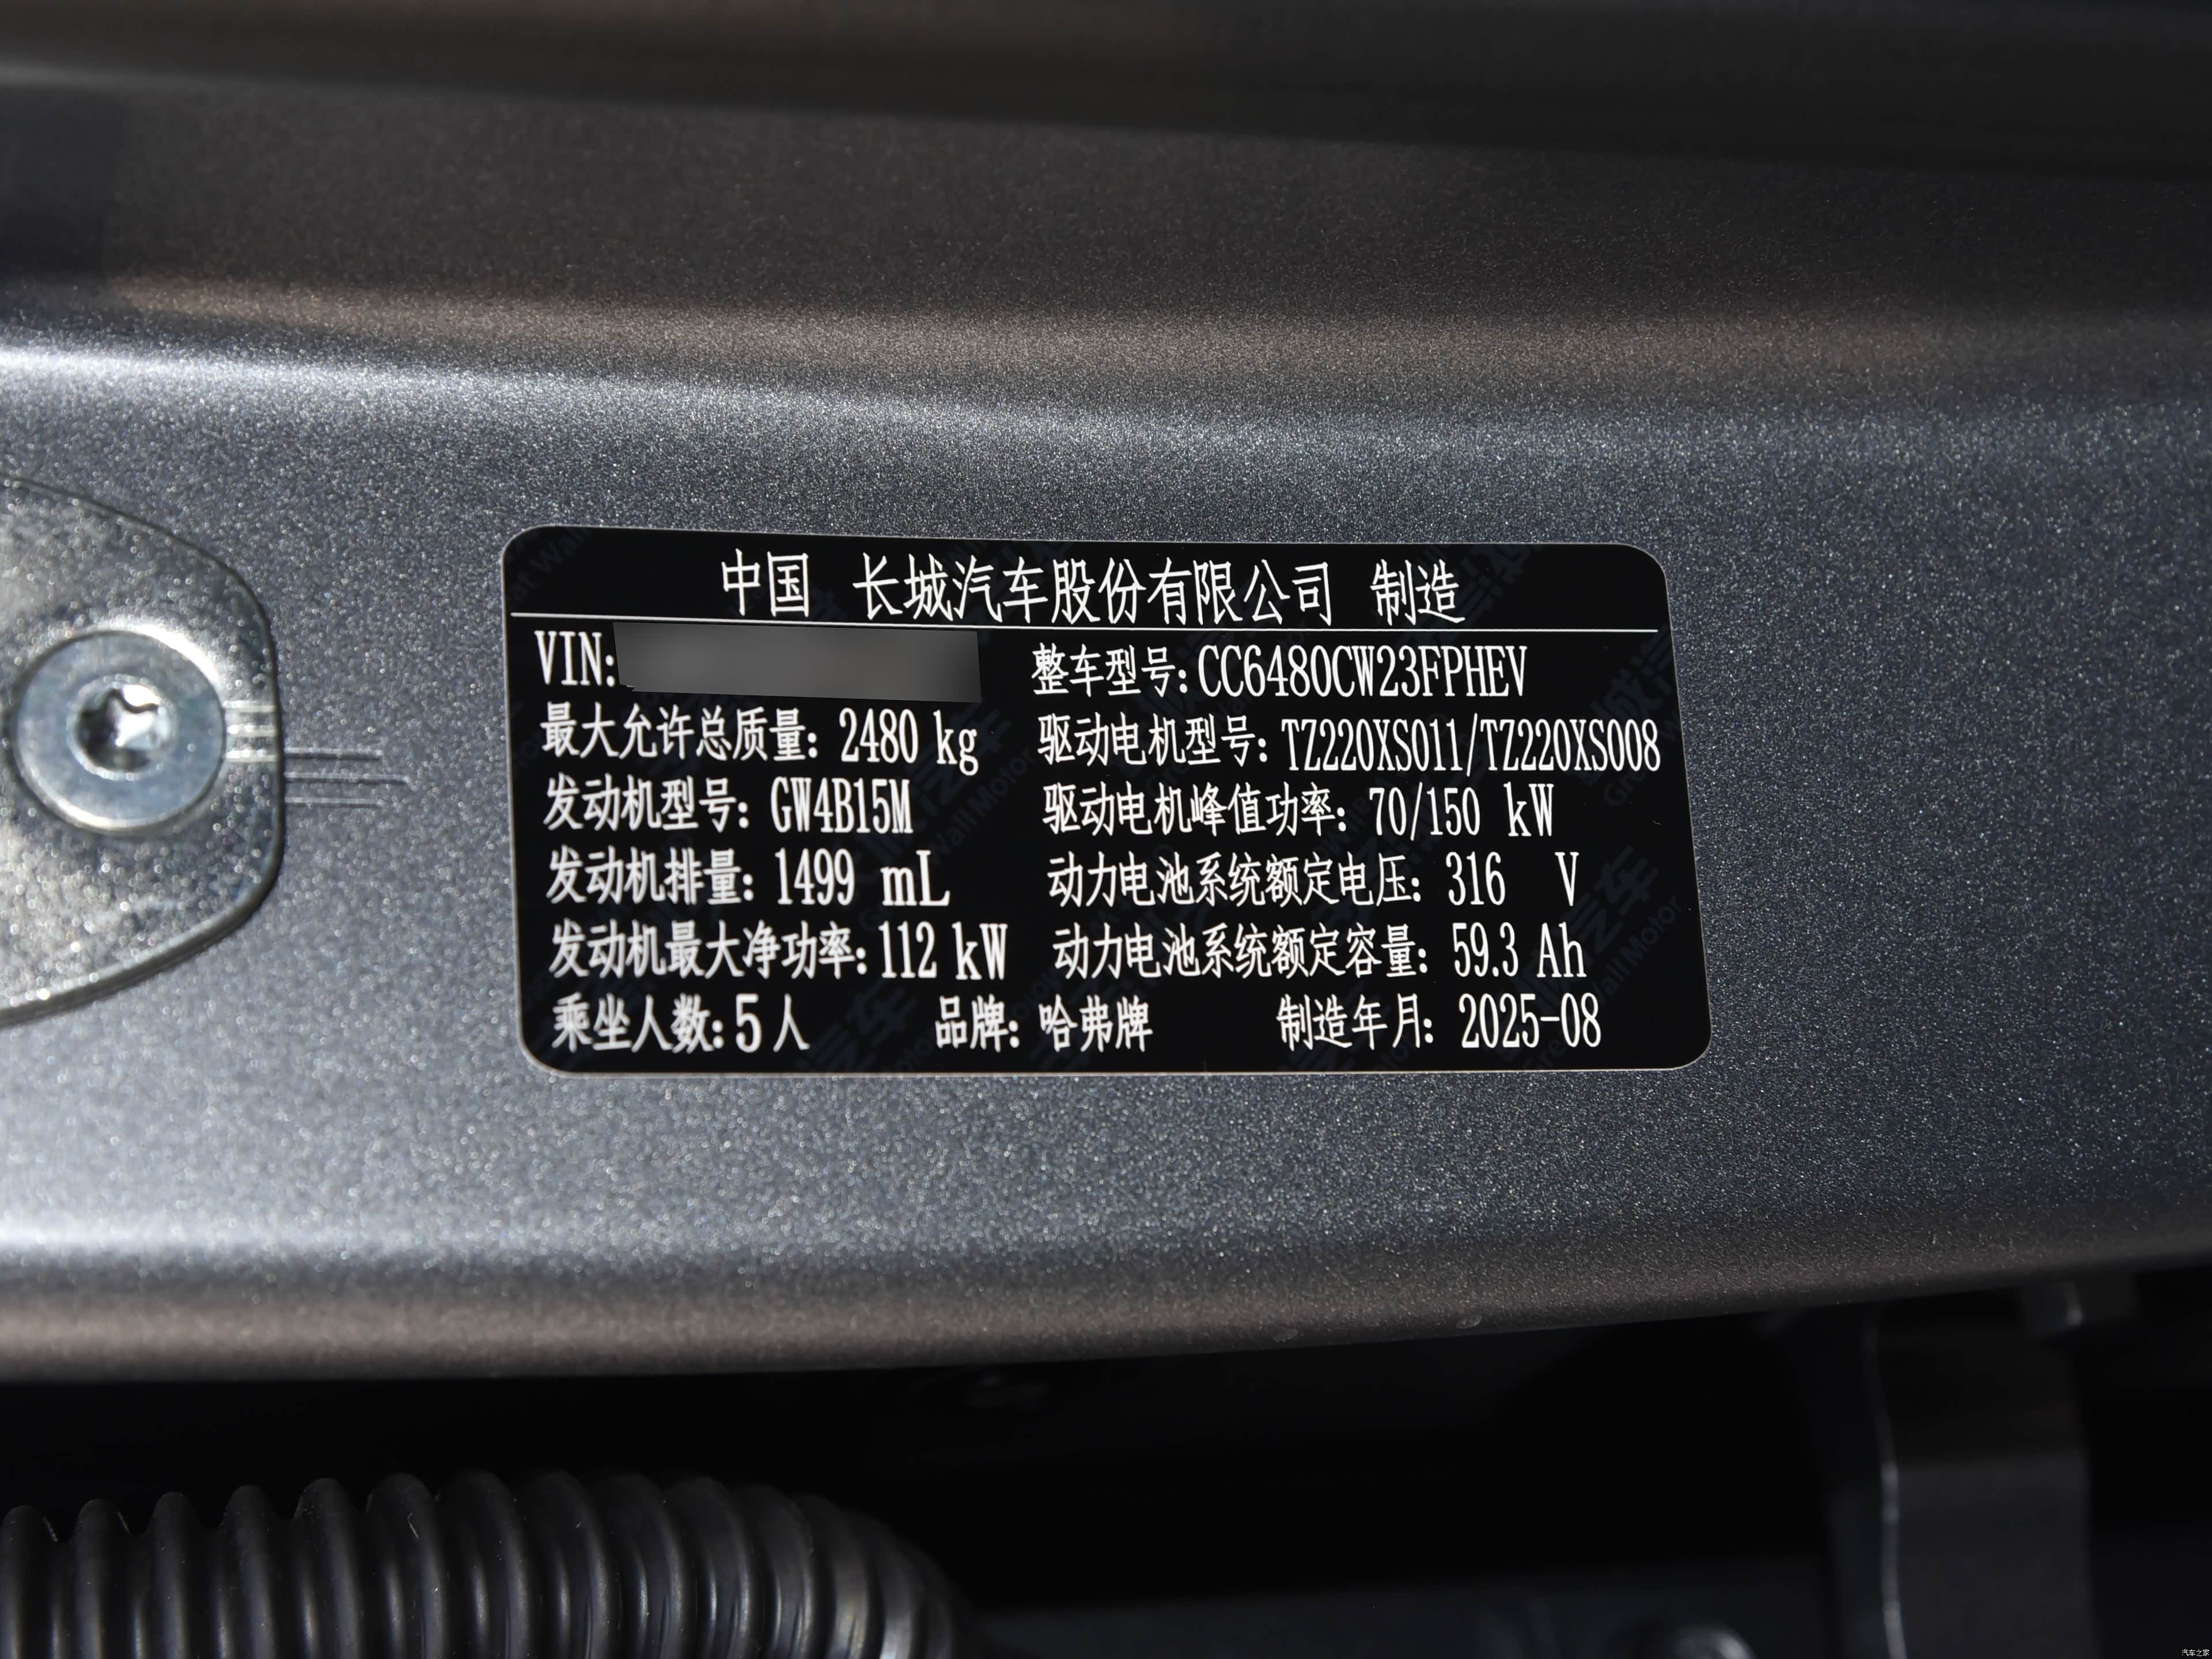 中国 长城汽车股份有限公司 制造
VIN: 整车型号: CC6480CW23FPHEV
最大允许总质量: 2480 kg 驱动电机型号: TZ220XS011/TZ220XS008
发动机型号: GW4B15M 驱动电机峰值功率: 70/150 kW
发动机排量: 1499 mL 动力电池系统额定电压: 316 V
发动机最大净功率: 112 kW 动力电池系统额定容量: 59.3 Ah
乘坐人数: 5 人 品牌: 哈弗牌 制造年月: 2025-08
汽车之家